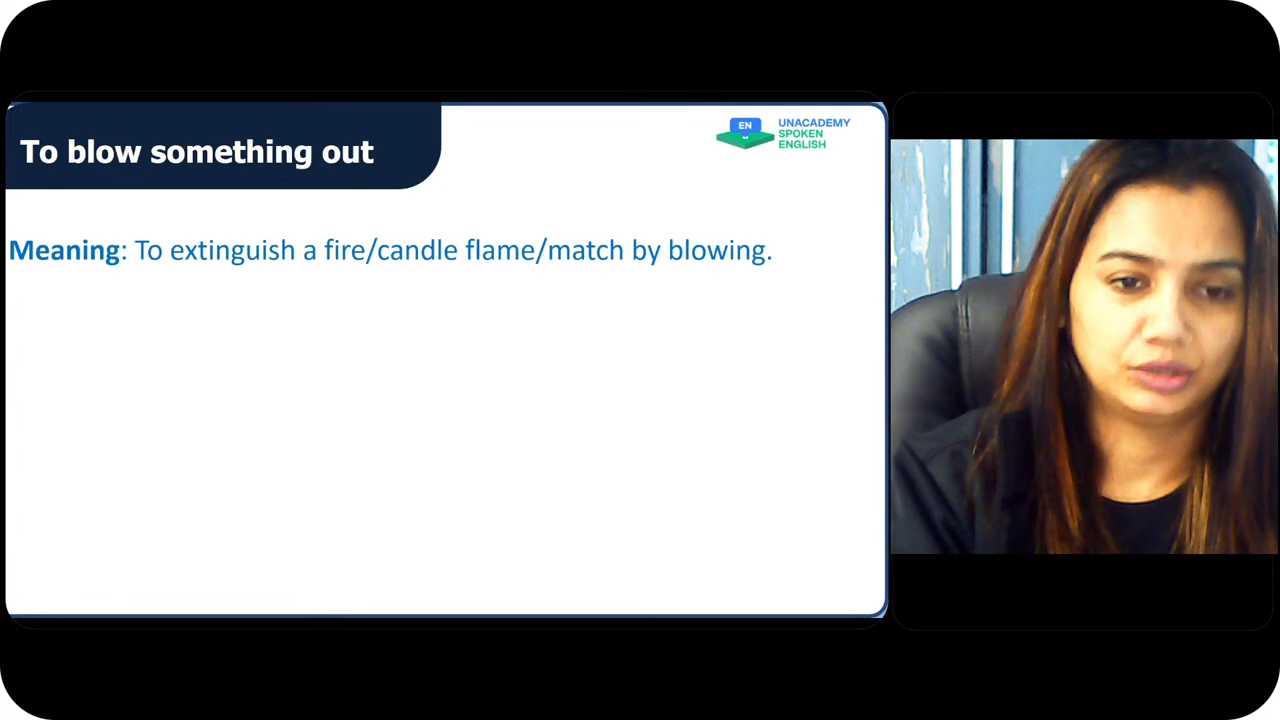 To blow something out
EN
UNACADEMY
SPOKEN
ENGLISH
Meaning: To extinguish a fire/candle flame/match by blowing.